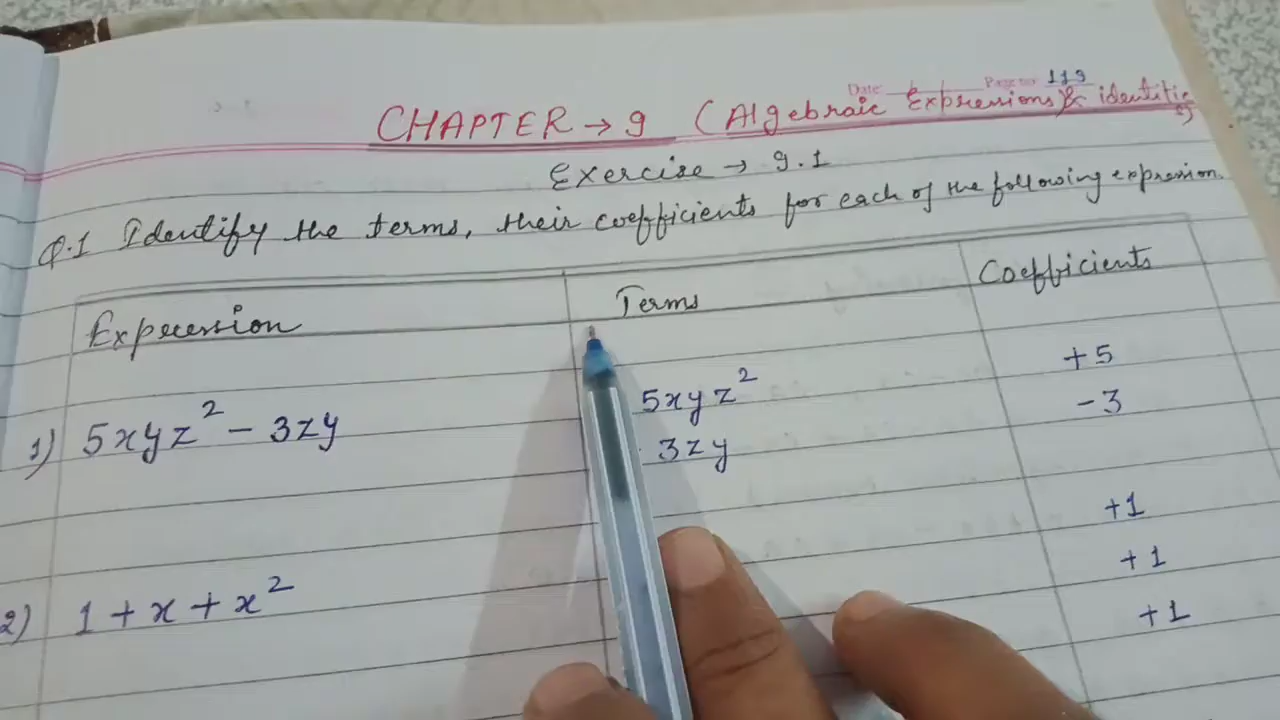 Date: Page no: 119
CHAPTER → 9 (Algebraic Expressions & identities)
Exercise → 9.1
Q.1 Identify the terms, their coefficients for each of the following expression.
Expression Terms Coefficients
1) 5xyz² - 3zy 5xyz² +5
3zy -3
+1
+1
2) 1 + x + x² +1